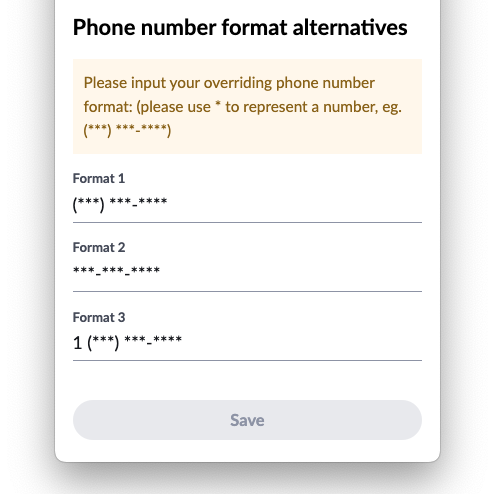 Phone number format alternatives
Please input your overriding phone number
format: (please use * to represent a number, eg.
(***) ***-****)
Format 1
(***) ***-****
Format 2
***-***-****
Format 3
1 (***) ***-****
Save